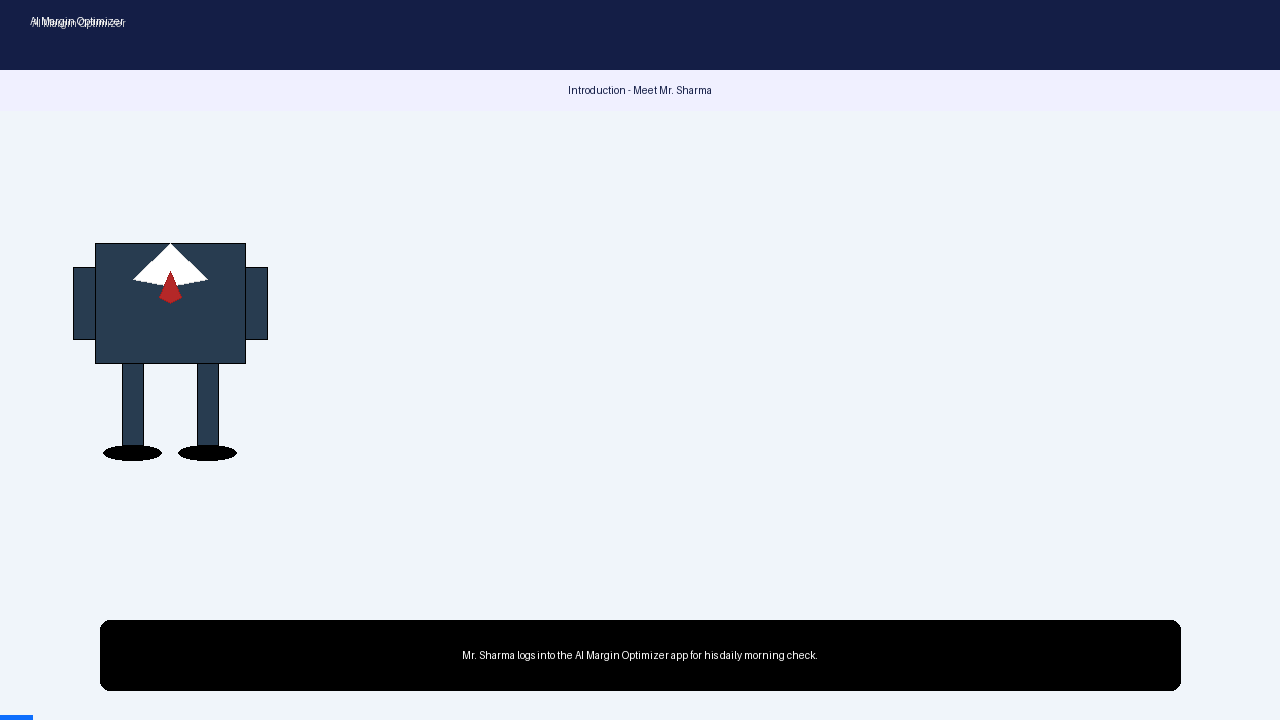 AI Margin Optimizer
Introduction - Meet Mr. Sharma
Mr. Sharma logs into the AI Margin Optimizer app for his daily morning check.